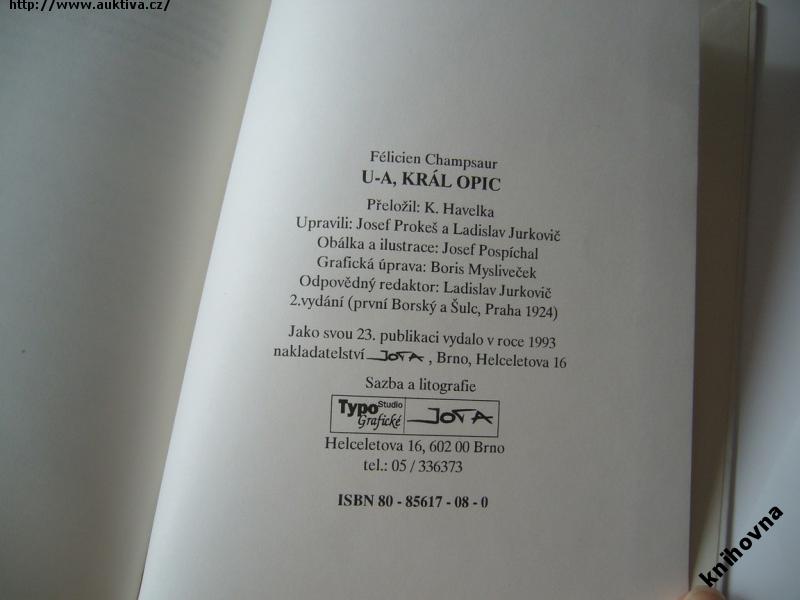 http://www.auktiva.cz/
Félicien Champsaur
U-A, KRÁL OPIC
Přeložil: K. Havelka
Upravili: Josef Prokeš a Ladislav Jurkovič
Obálka a ilustrace: Josef Pospíchal
Grafická úprava: Boris Mysliveček
Odpovědný redaktor: Ladislav Jurkovič
2.vydání (první Borský a Šulc, Praha 1924)
Jako svou 23. publikaci vydalo v roce 1993
nakladatelství JOTA , Brno, Helceletova 16
Sazba a litografie
Typo Studio
Grafické JOTA
Helceletova 16, 602 00 Brno
tel.: 05 / 336373
ISBN 80 - 85617 - 08 - 0
knihovna